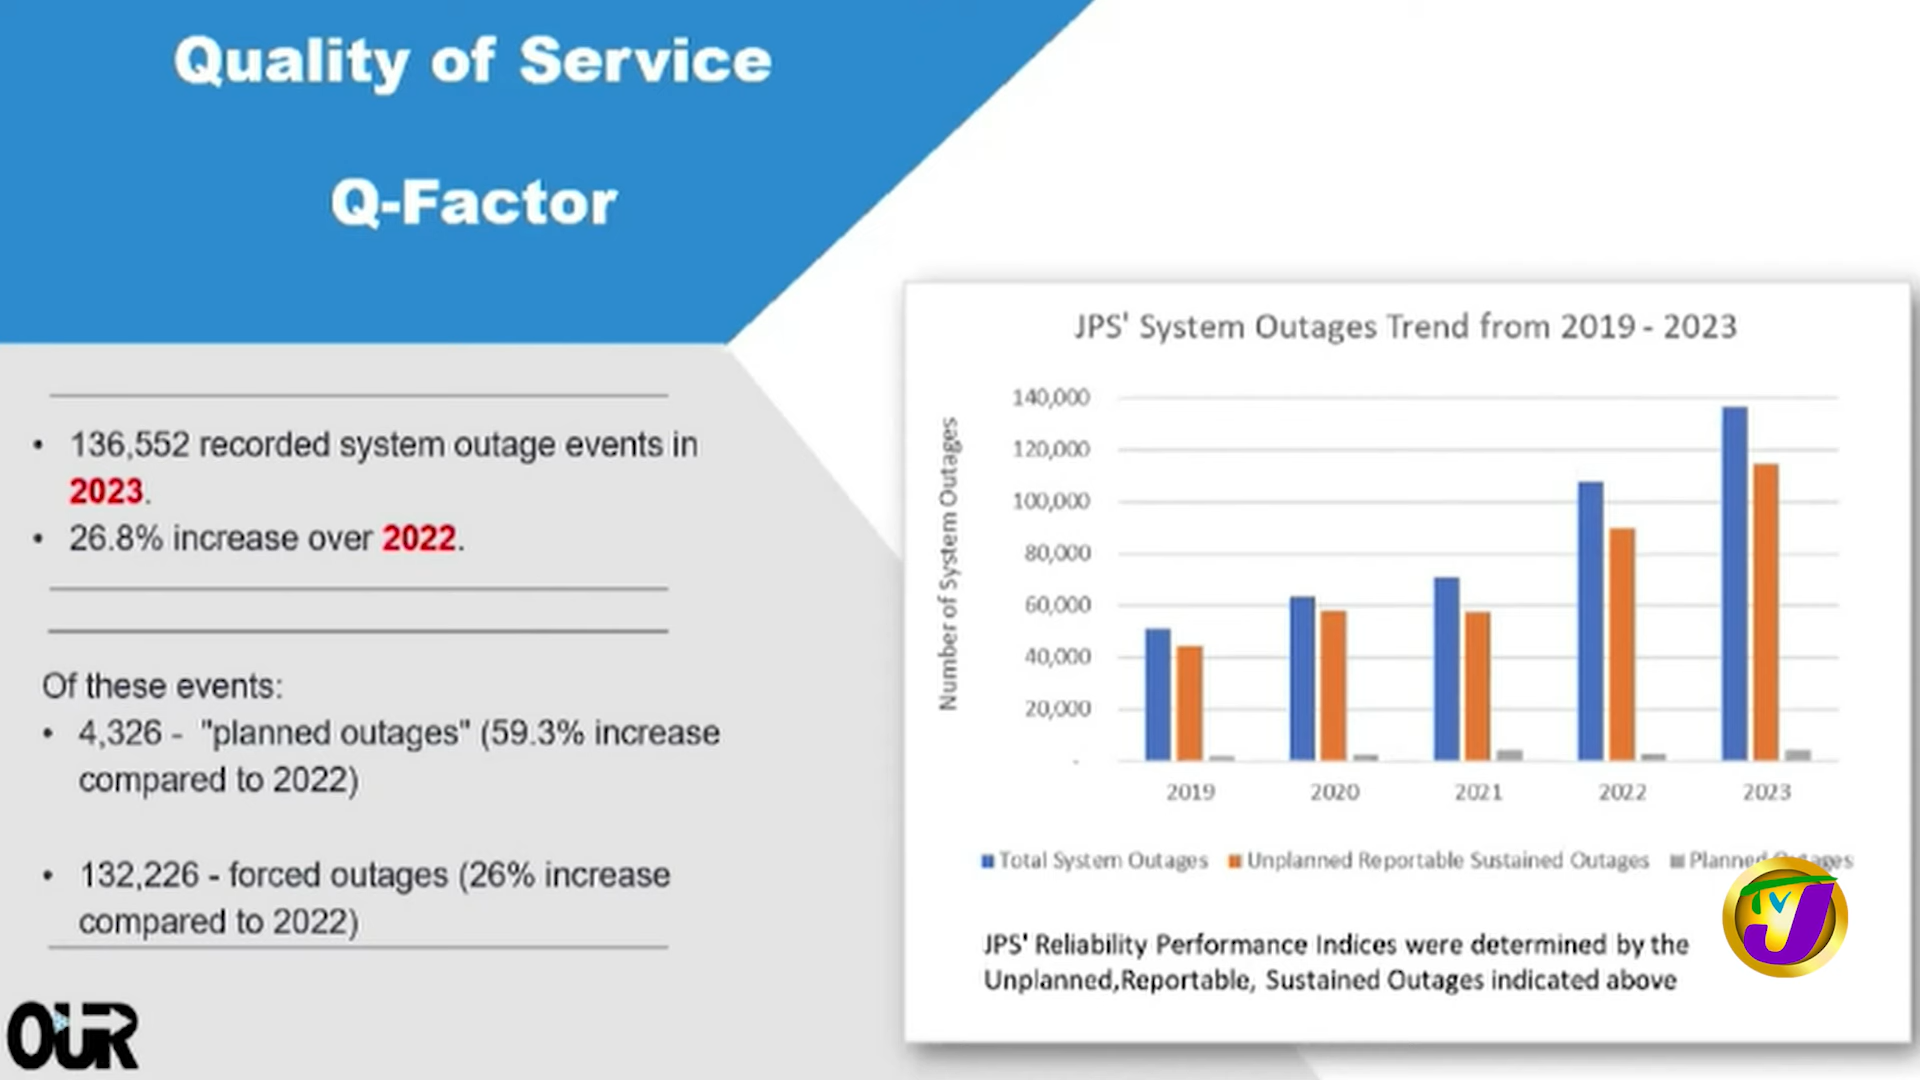 Quality of Service
Q-Factor
• 136,552 recorded system outage events in
2023.
• 26.8% increase over 2022.
Of these events:
• 4,326 - "planned outages" (59.3% increase
compared to 2022)
• 132,226 - forced outages (26% increase
compared to 2022)
OUR
JPS' System Outages Trend from 2019 - 2023
Number of System Outages
140,000
120,000
100,000
80,000
60,000
40,000
20,000
-
2019 2020 2021 2022 2023
Total System Outages Unplanned Reportable Sustained Outages Planned Outages
JPS' Reliability Performance Indices were determined by the
Unplanned,Reportable, Sustained Outages indicated above
TVJ